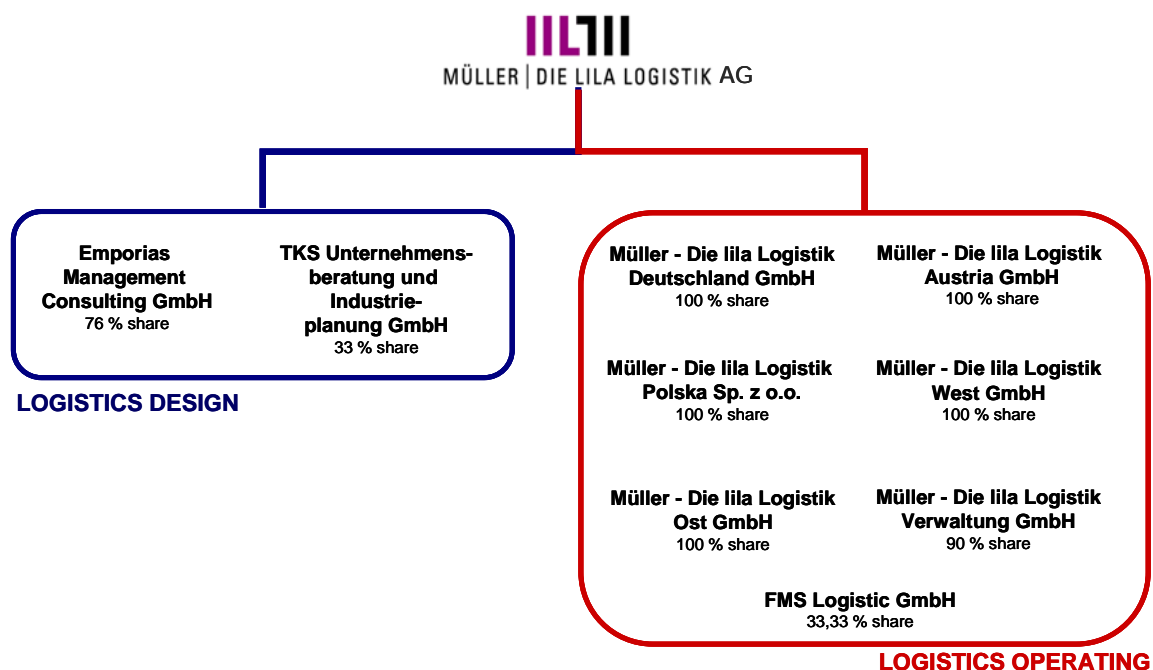 MÜLLER | DIE LILA LOGISTIK AG
Emporias
Management
Consulting GmbH
76 % share
TKS Unternehmens-
beratung und
Industrie-
planung GmbH
33 % share
LOGISTICS DESIGN
Müller - Die lila Logistik
Deutschland GmbH
100 % share
Müller - Die lila Logistik
Austria GmbH
100 % share
Müller - Die lila Logistik
Polska Sp. z o.o.
100 % share
Müller - Die lila Logistik
West GmbH
100 % share
Müller - Die lila Logistik
Ost GmbH
100 % share
Müller - Die lila Logistik
Verwaltung GmbH
90 % share
FMS Logistic GmbH
33,33 % share
LOGISTICS OPERATING